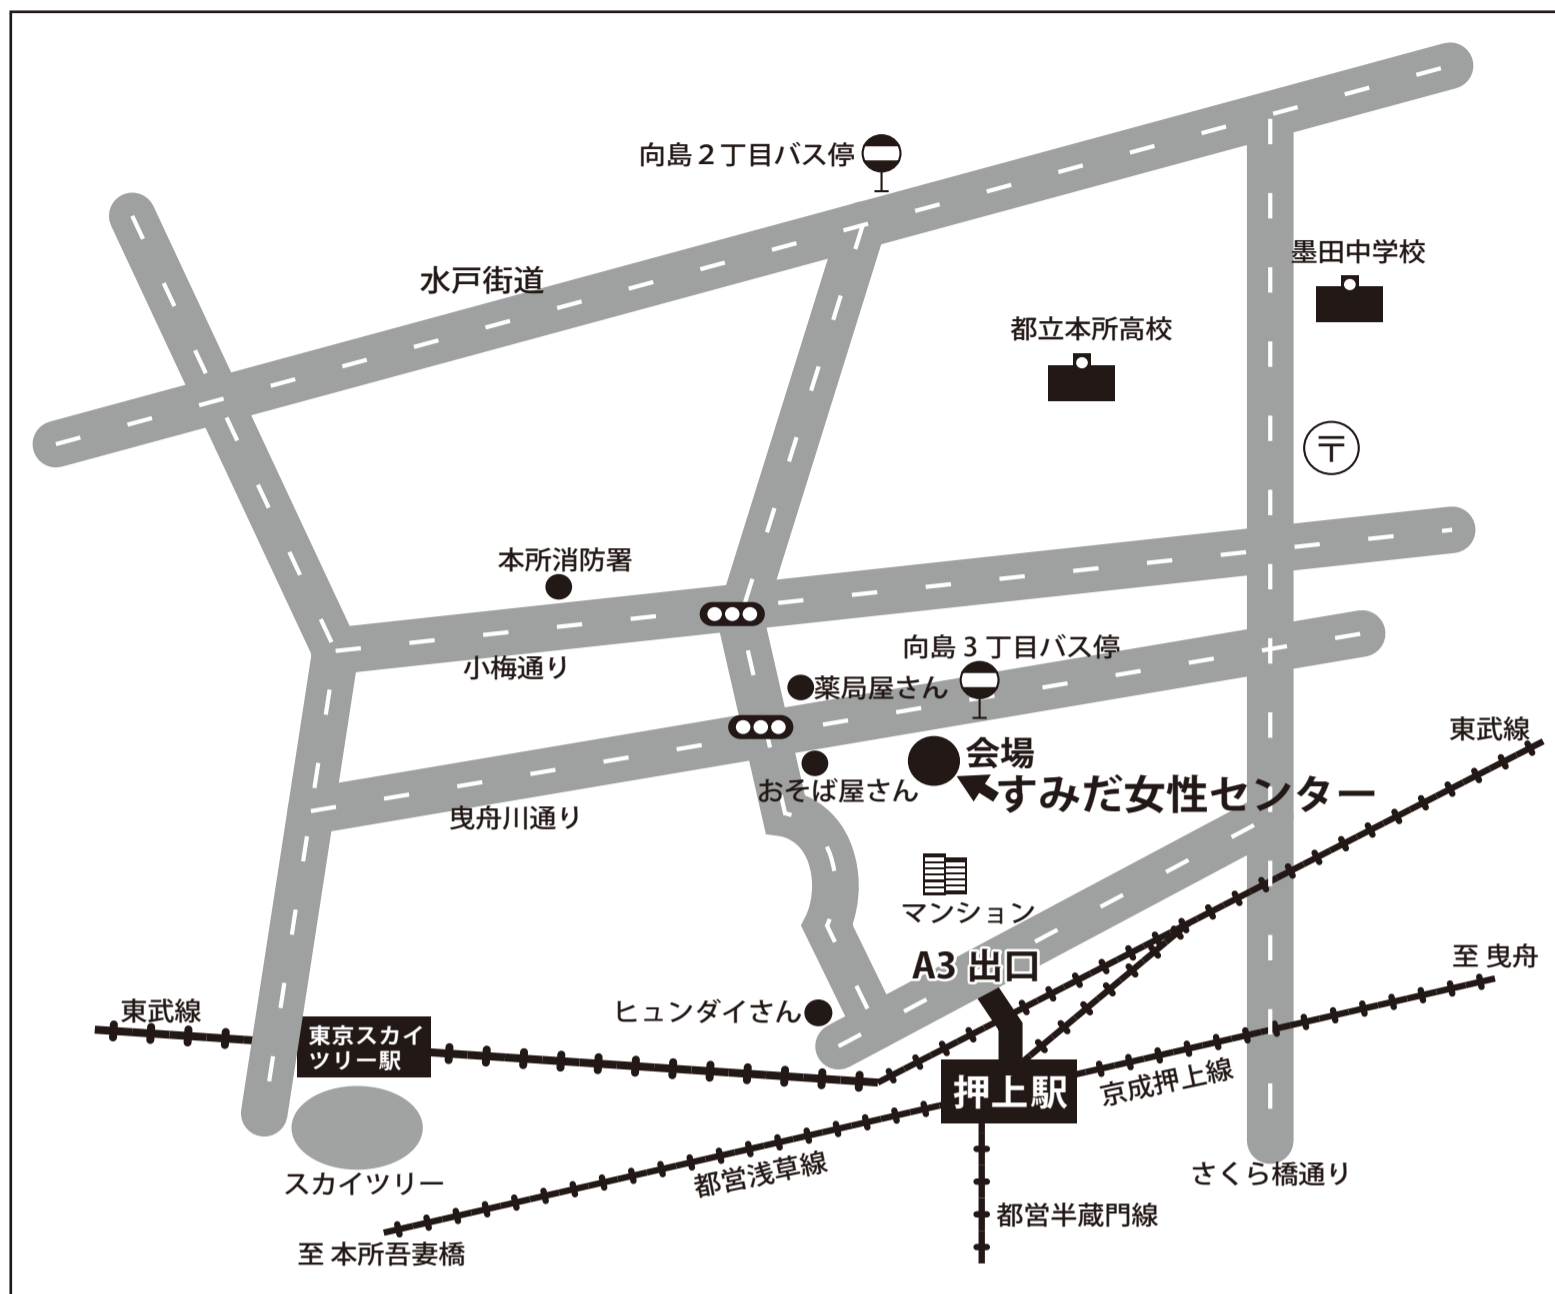 向島２丁目バス停
墨田中学校
水戸街道
都立本所高校
〒
本所消防署
小梅通り
向島 3 丁目バス停
薬局屋さん
東武線
会場
すみだ女性センター
おそば屋さん
曳舟川通り
マンション
A3 出口
至 曳舟
ヒュンダイさん
東武線
東京スカイ
ツリー駅
押上駅
京成押上線
スカイツリー
都営浅草線
さくら橋通り
都営半蔵門線
至 本所吾妻橋